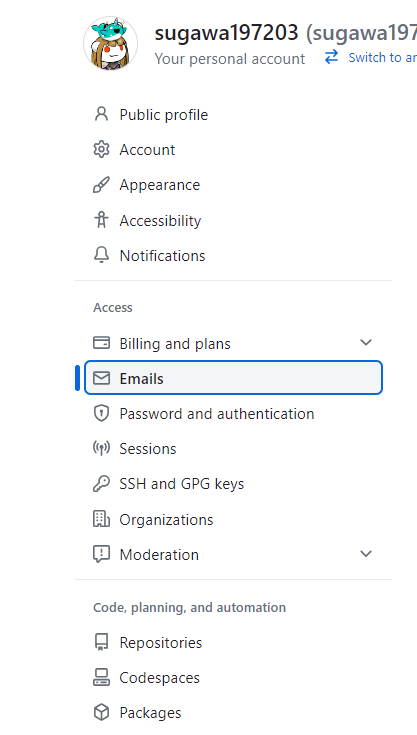 sugawa197203 (sugawa197
Your personal account
Switch to
Public profile
Account
Appearance
Accessibility
Notifications
Access
Billing and plans
Emails
Password and authentication
Sessions
SSH and GPG keys
Organizations
Moderation
Code, planning, and automation
Repositories
Codespaces
Packages